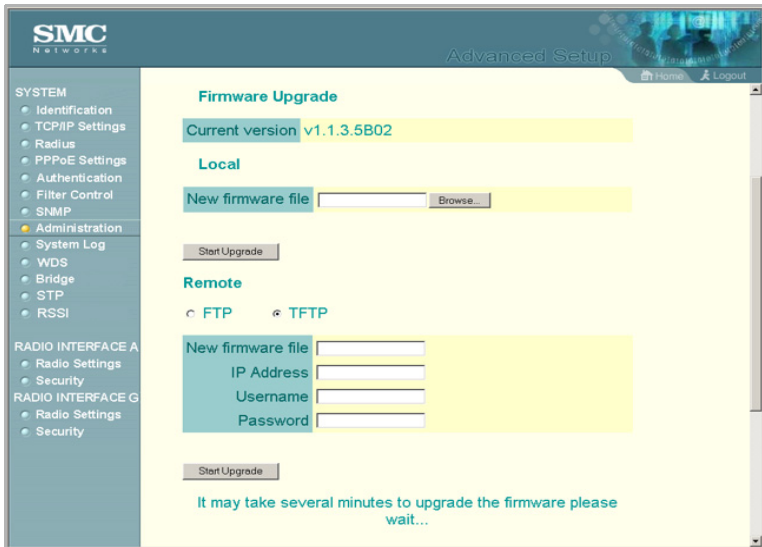 SMC
Networks
Advanced Setup
Home
Logout
SYSTEM
Identification
TCP/IP Settings
Radius
PPPoE Settings
Authentication
Filter Control
SNMP
Administration
System Log
WDS
Bridge
STP
RSSI
RADIO INTERFACE A
Radio Settings
Security
RADIO INTERFACE G
Radio Settings
Security
Firmware Upgrade
Current version v1.1.3.5B02
Local
New firmware file Browse...
Start Upgrade
Remote
FTP TFTP
New firmware file
IP Address
Username
Password
Start Upgrade
It may take several minutes to upgrade the firmware please
wait...